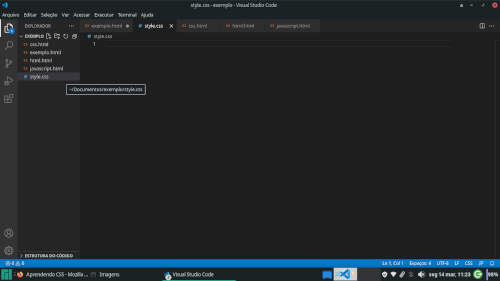 style.css - exemplo - Visual Studio Code
Arquivo Editar Seleção Ver Acessar Executar Terminal Ajuda
EXPLORADOR
exemplo.html
style.css
css.html
html.html
javascript.html
EXEMPLO
style.css
css.html
1
exemplo.html
html.html
javascript.html
style.css
~/Documentos/exemplo/style.css
ESTRUTURA DO CÓDIGO
0 0
Ln 1, Col 1 Espaços: 4 UTF-8 LF CSS
Aprendendo CSS - Mozilla ...
Imagens
Visual Studio Code
seg 14 mar, 11:23
98%